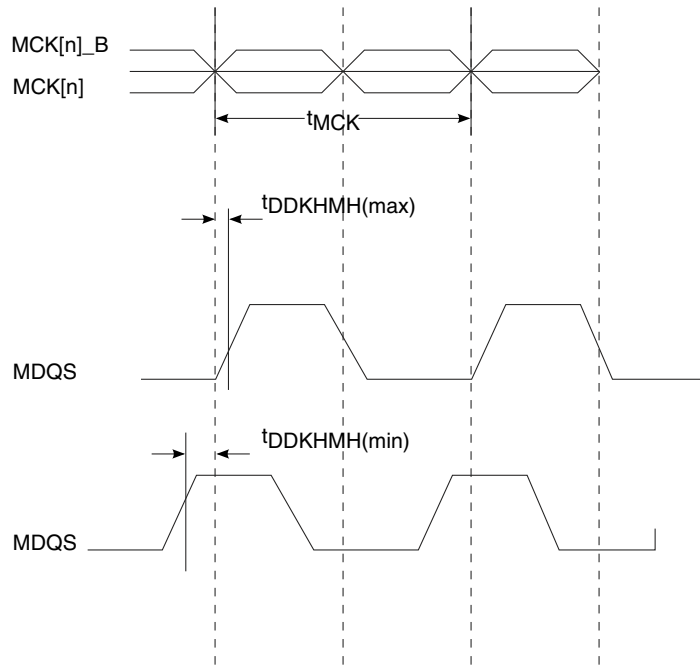 MCK[n]_B
MCK[n]
tMCK
tDDKHMH(max)
MDQS
tDDKHMH(min)
MDQS